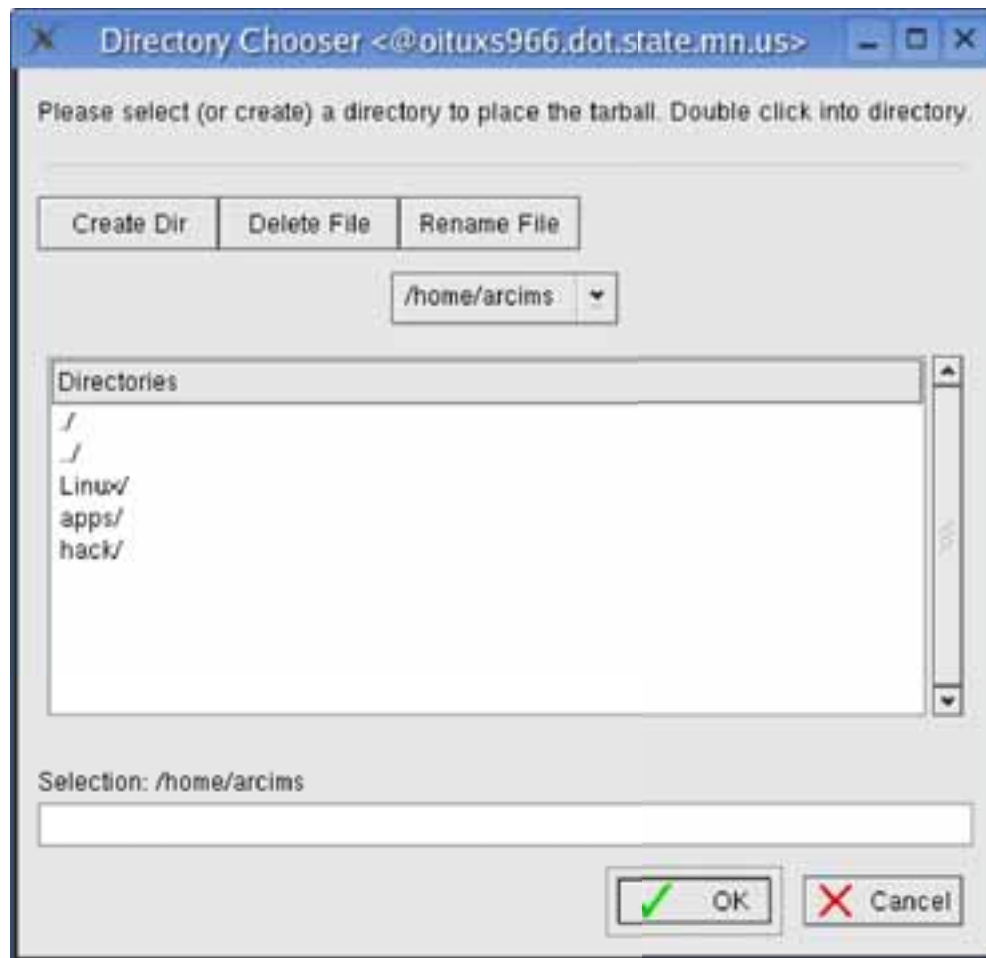 Directory Chooser <@oituxs966.dot.state.mn.us>
Please select (or create) a directory to place the tarball. Double click into directory.
Create Dir Delete File Rename File
/home/arcims
Directories
./
../
Linux/
apps/
hack/
Selection: /home/arcims
OK Cancel